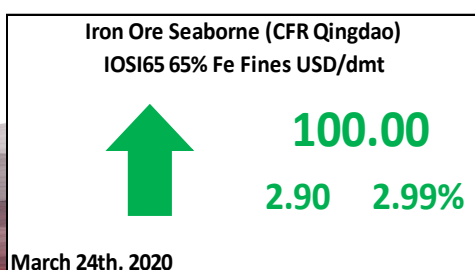 Iron Ore Seaborne (CFR Qingdao)
IOSI65 65% Fe Fines USD/dmt
100.00
2.90 2.99%
March 24th, 2020